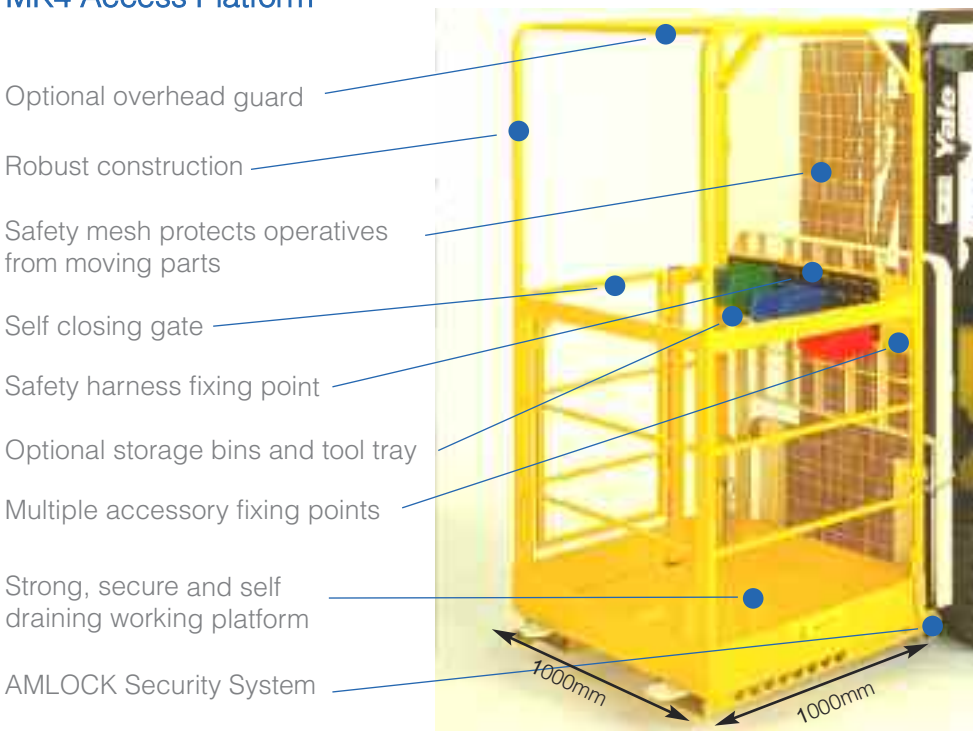 MK4 Access Platform
Optional overhead guard
Robust construction
Safety mesh protects operatives
from moving parts
Self closing gate
Safety harness fixing point
Optional storage bins and tool tray
Multiple accessory fixing points
Strong, secure and self
draining working platform
AMLOCK Security System
Yale
1000mm
1000mm